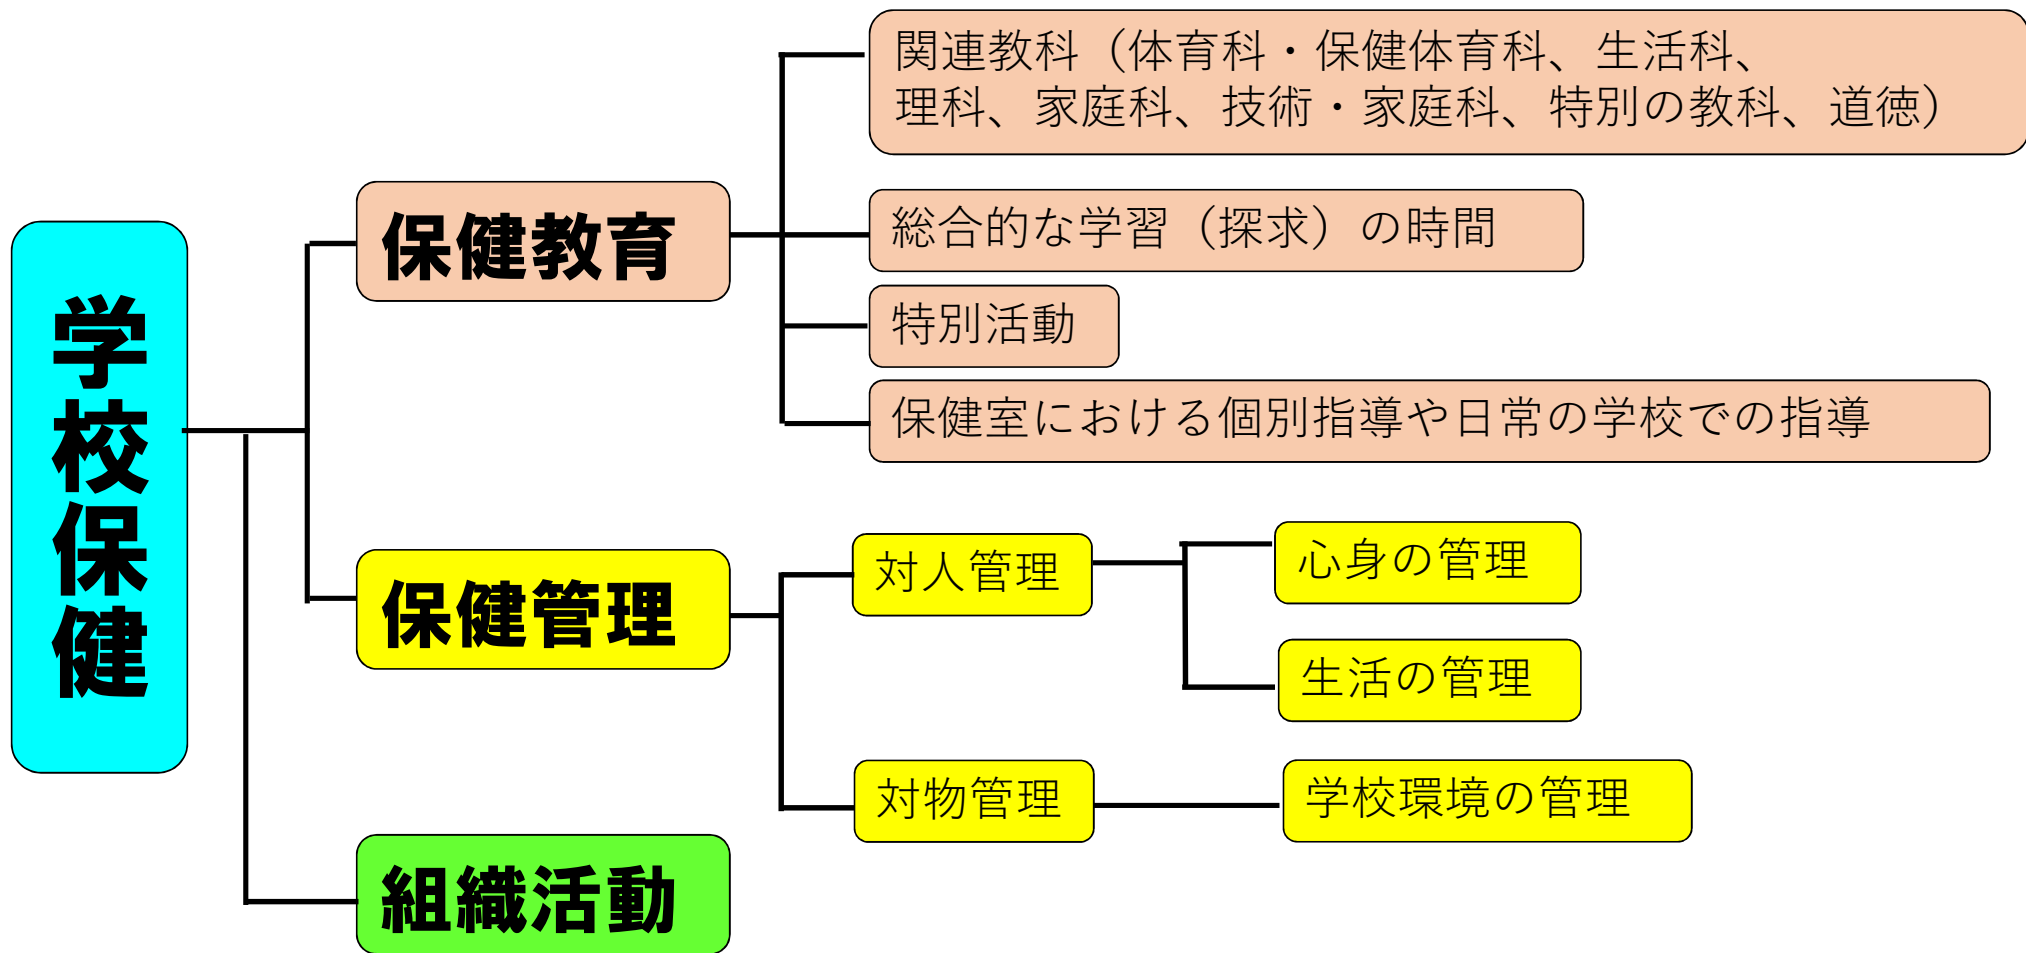 学校保健
保健教育
関連教科（体育科・保健体育科、生活科、
理科、家庭科、技術・家庭科、特別の教科、道徳）
総合的な学習（探求）の時間
特別活動
保健室における個別指導や日常の学校での指導
保健管理
対人管理
心身の管理
生活の管理
対物管理
学校環境の管理
組織活動